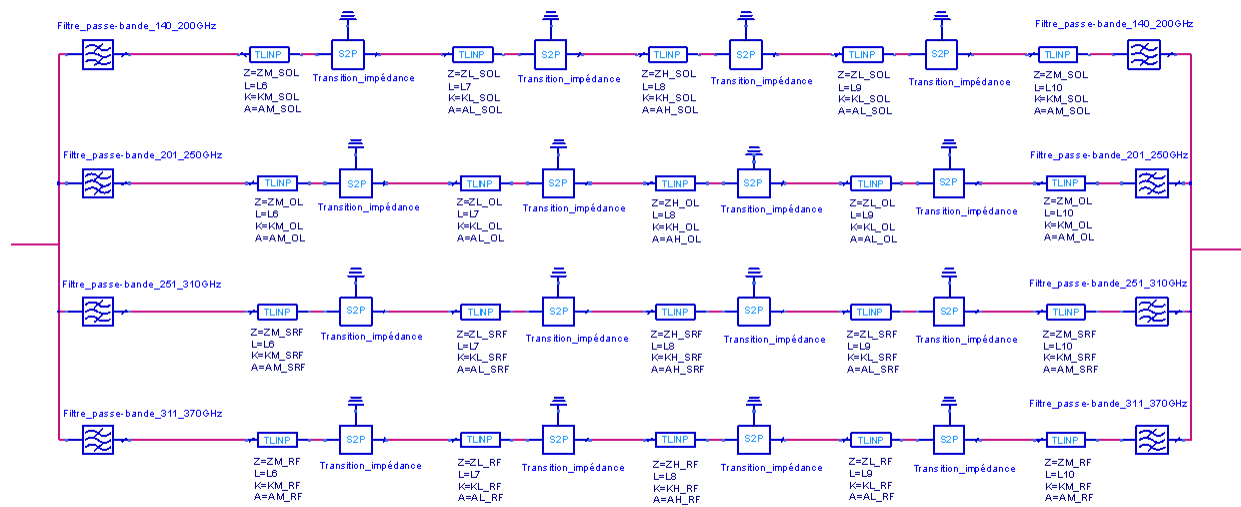 Filtre_passe-bande_140_200GHz
Filtre_passe-bande_140_200GHz
TLINP S2P TLINP S2P TLINP S2P TLINP S2P TLINP
Transition_impédance Transition_impédance Transition_impédance Transition_impédance
Z=ZM_SOL Z=ZL_SOL Z=ZH_SOL Z=ZL_SOL Z=ZM_SOL
L=L6 L=L7 L=L8 L=L9 L=L10
K=KM_SOL K=KL_SOL K=KH_SOL K=KL_SOL K=KM_SOL
A=AM_SOL A=AL_SOL A=AH_SOL A=AL_SOL A=AM_SOL
Filtre_passe-bande_201_250GHz Filtre_passe-bande_201_250GHz
TLINP S2P TLINP S2P TLINP S2P TLINP S2P TLINP
Transition_impédance Transition_impédance Transition_impédance Transition_impédance
Z=ZM_OL Z=ZL_OL Z=ZH_OL Z=ZL_OL Z=ZM_OL
L=L6 L=L7 L=L8 L=L9 L=L10
K=KM_OL K=KL_OL K=KH_OL K=KL_OL K=KM_OL
A=AM_OL A=AL_OL A=AH_OL A=AL_OL A=AM_OL
Filtre_passe-bande_251_310GHz Filtre_passe-bande_251_310GHz
TLINP S2P TLINP S2P TLINP S2P TLINP S2P TLINP
Transition_impédance Transition_impédance Transition_impédance Transition_impédance
Z=ZM_SRF Z=ZL_SRF Z=ZH_SRF Z=ZL_SRF Z=ZM_SRF
L=L6 L=L7 L=L8 L=L9 L=L10
K=KM_SRF K=KL_SRF K=KH_SRF K=KL_SRF K=KM_SRF
A=AM_SRF A=AL_SRF A=AH_SRF A=AL_SRF A=AM_SRF
Filtre_passe-bande_311_370GHz Filtre_passe-bande_311_370GHz
TLINP S2P TLINP S2P TLINP S2P TLINP S2P TLINP
Transition_impédance Transition_impédance Transition_impédance Transition_impédance
Z=ZM_RF Z=ZL_RF Z=ZH_RF Z=ZL_RF Z=ZM_RF
L=L6 L=L7 L=L8 L=L9 L=L10
K=KM_RF K=KL_RF K=KH_RF K=KL_RF K=KM_RF
A=AM_RF A=AL_RF A=AH_RF A=AL_RF A=AM_RF